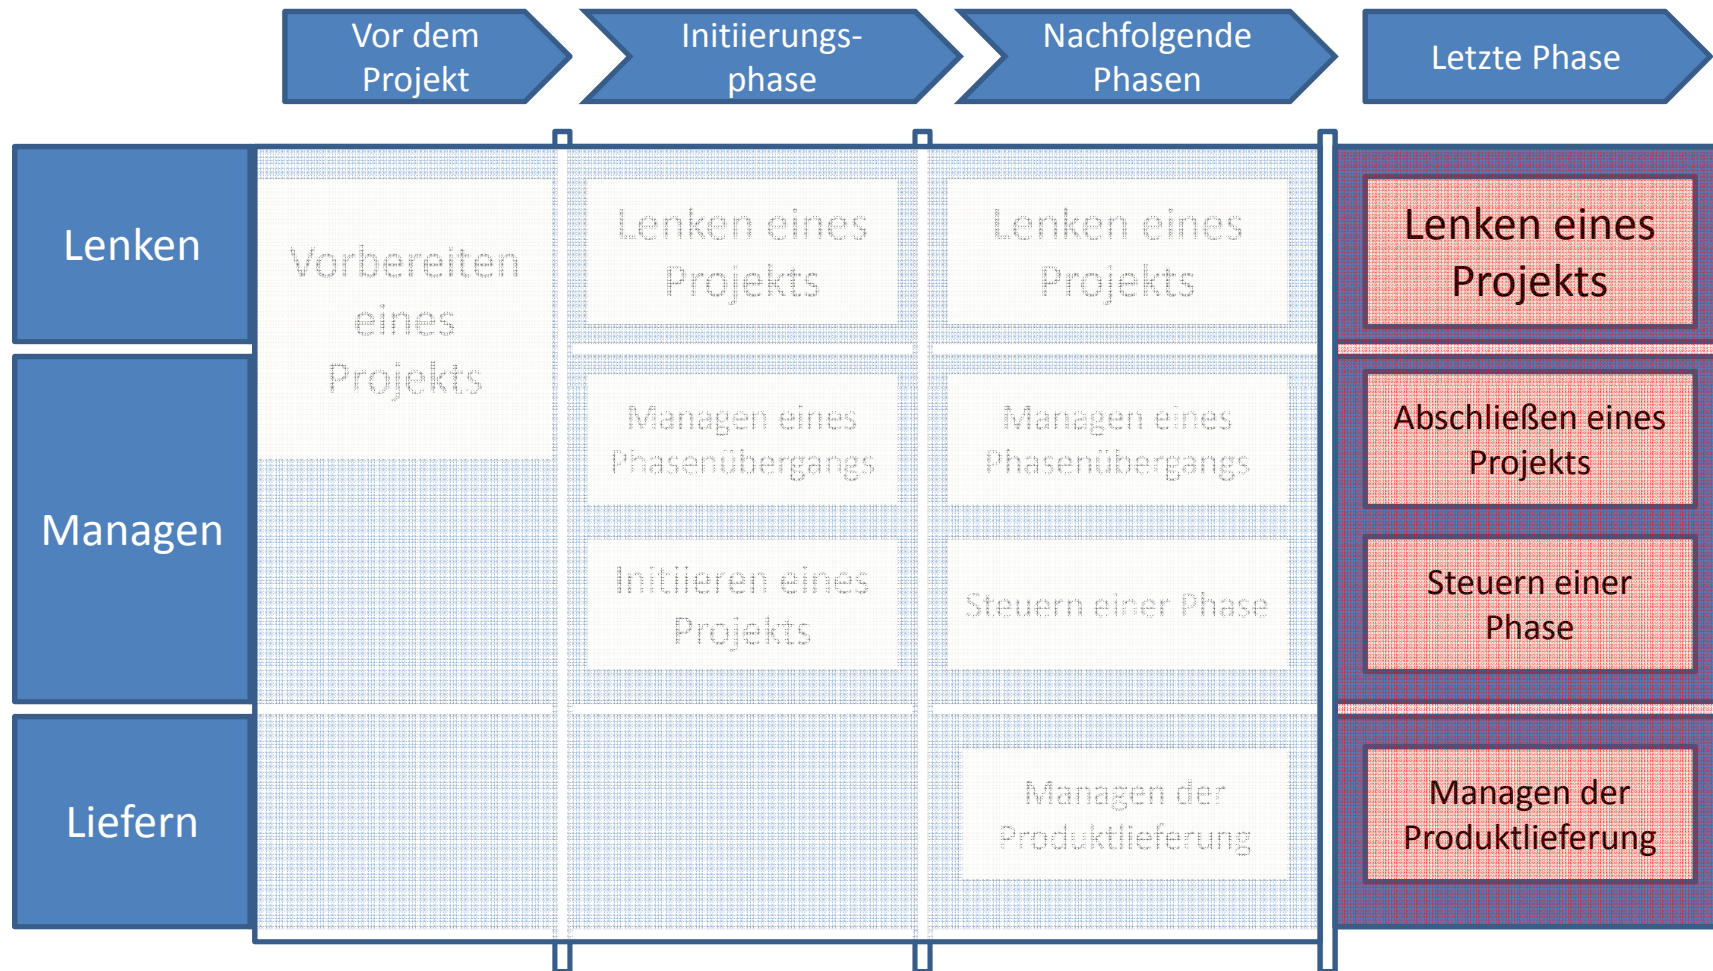 Vor dem
Projekt
Initiierungs-
phase
Nachfolgende
Phasen
Letzte Phase
Lenken
Vorbereiten
eines
Projekts
Lenken eines
Projekts
Lenken eines
Projekts
Lenken eines
Projekts
Managen
Managen eines
Phasenübergangs
Managen eines
Phasenübergangs
Abschließen eines
Projekts
Initiieren eines
Projekts
Steuern einer Phase
Steuern einer
Phase
Liefern
Managen der
Produktlieferung
Managen der
Produktlieferung